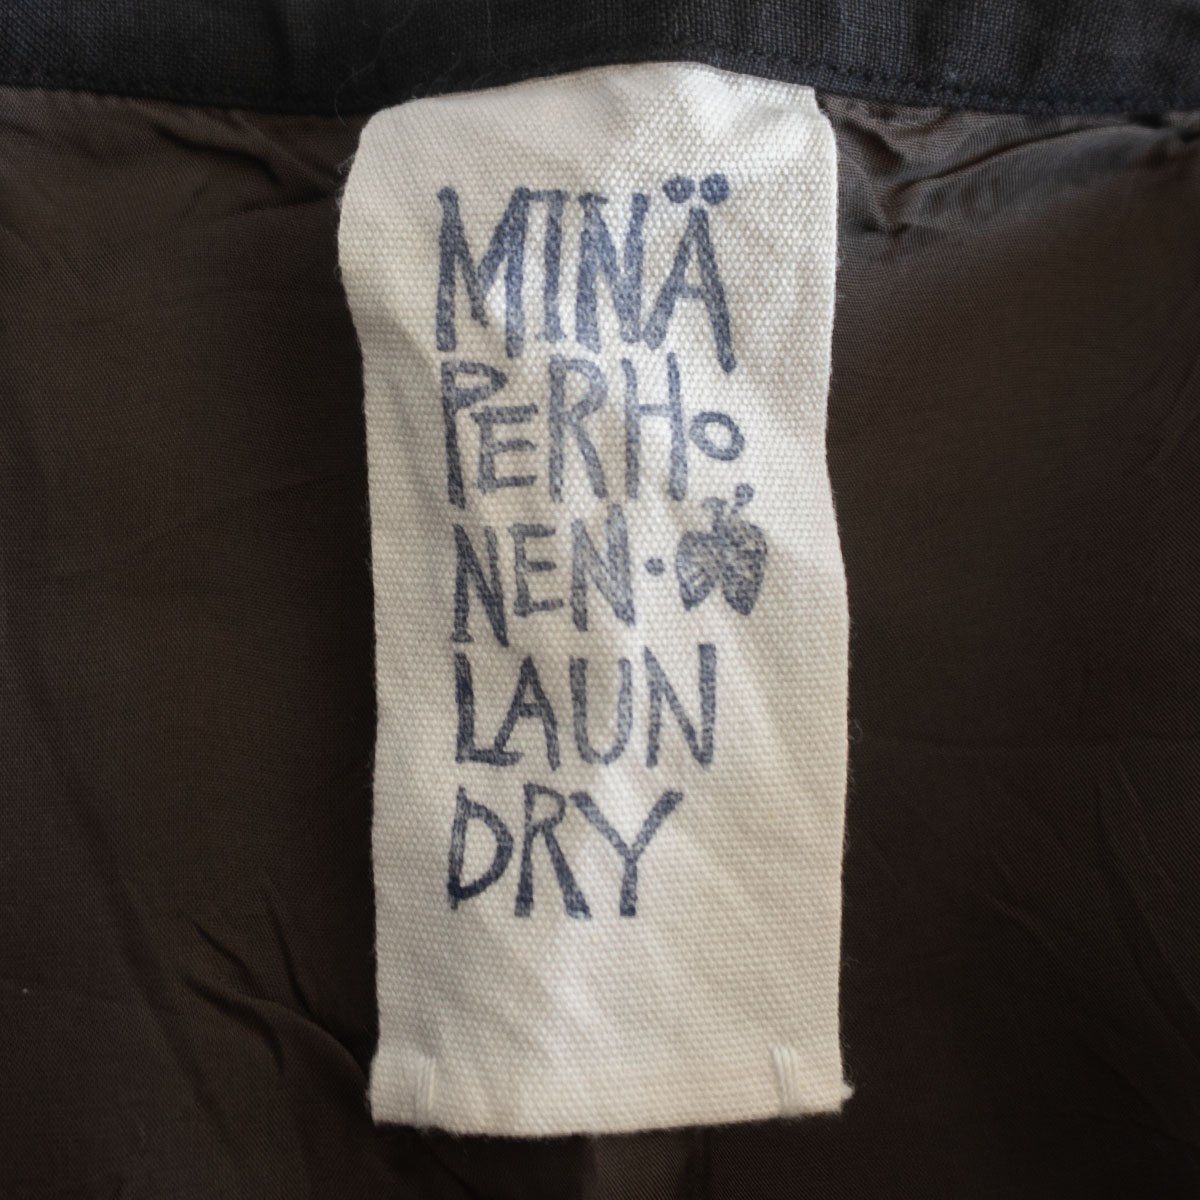 MINÄ
PERHO
NEN·
LAUN
DRY